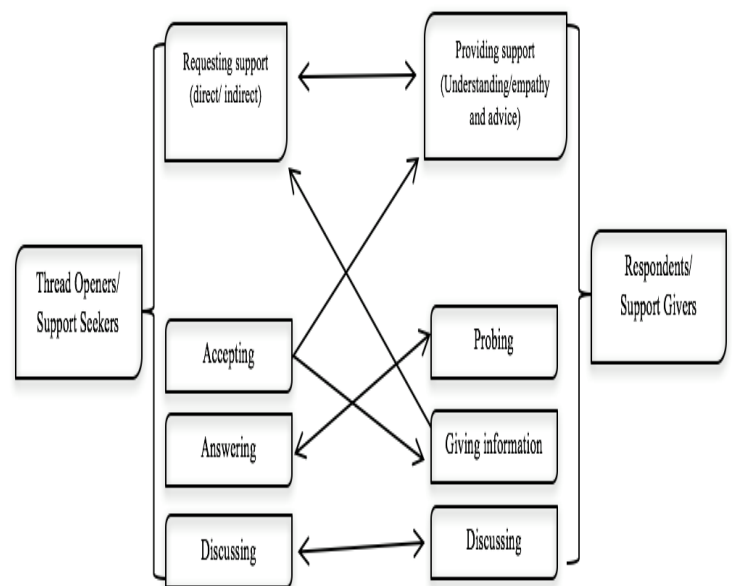 Requesting support
(direct/ indirect)
Providing support
(Understanding/empathy
and advice)
Thread Openers/
Support Seekers
Respondents/
Support Givers
Accepting
Probing
Answering
Giving information
Discussing
Discussing